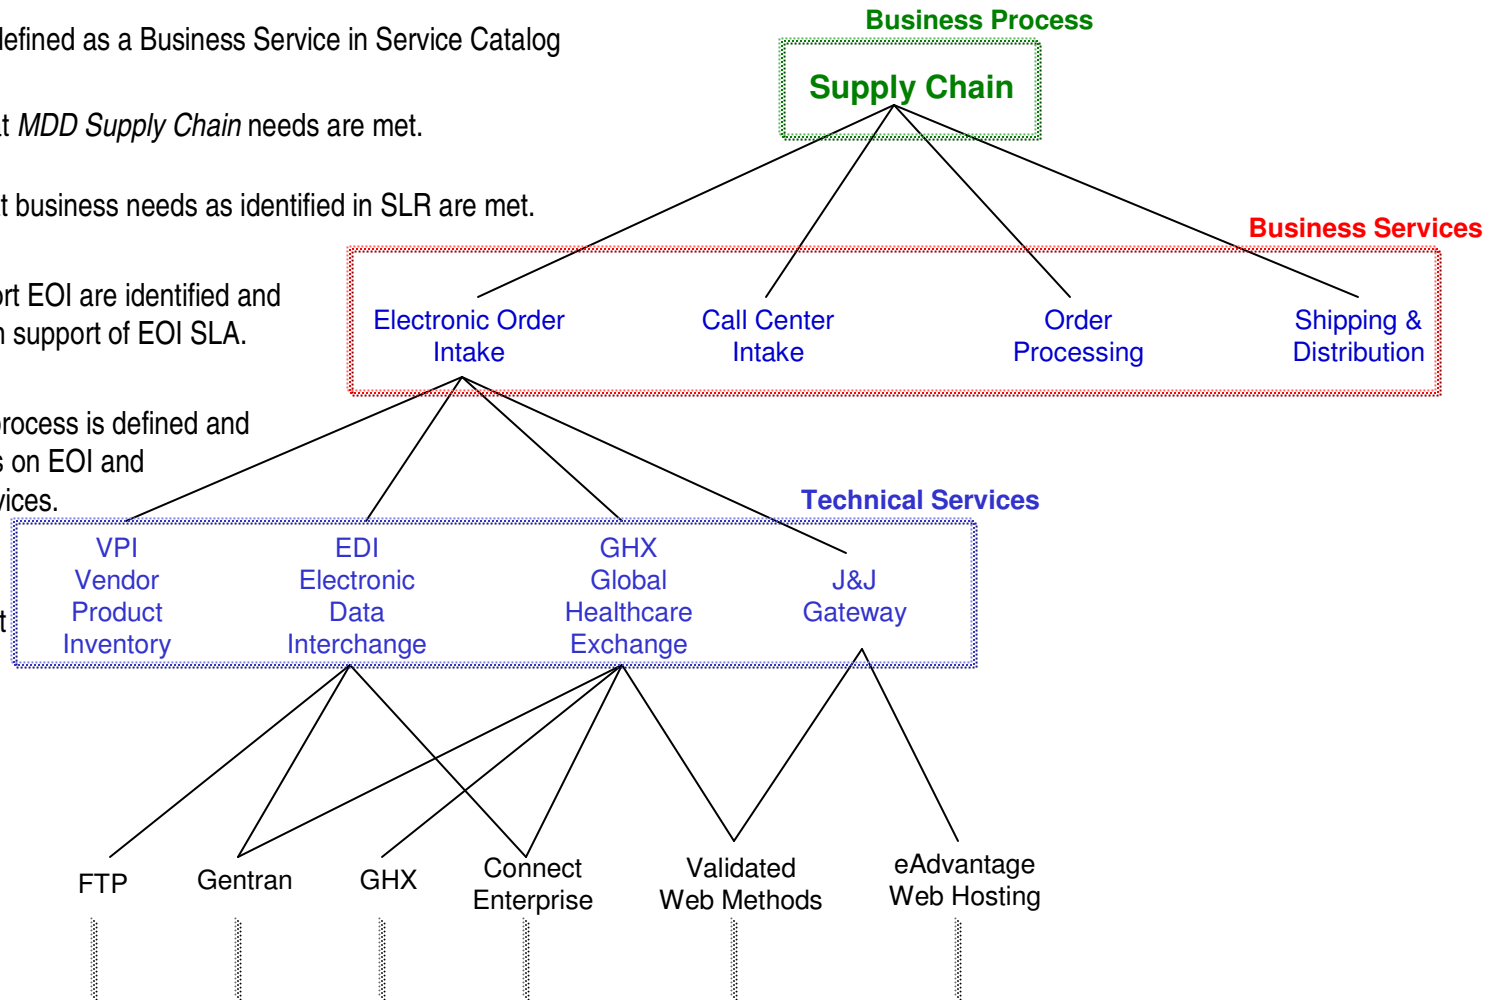 Business Process
Supply Chain
defined as a Business Service in Service Catalog
MDD Supply Chain needs are met.
business needs as identified in SLR are met.
Business Services
EOI are identified and
support of EOI SLA.
Electronic Order
Intake
Call Center
Intake
Order
Processing
Shipping &
Distribution
process is defined and
on EOI and
Technical Services
VPI
Vendor
Product
Inventory
EDI
Electronic
Data
Interchange
GHX
Global
Healthcare
Exchange
J&J
Gateway
FTP
Gentran
GHX
Connect
Enterprise
Validated
Web Methods
eAdvantage
Web Hosting